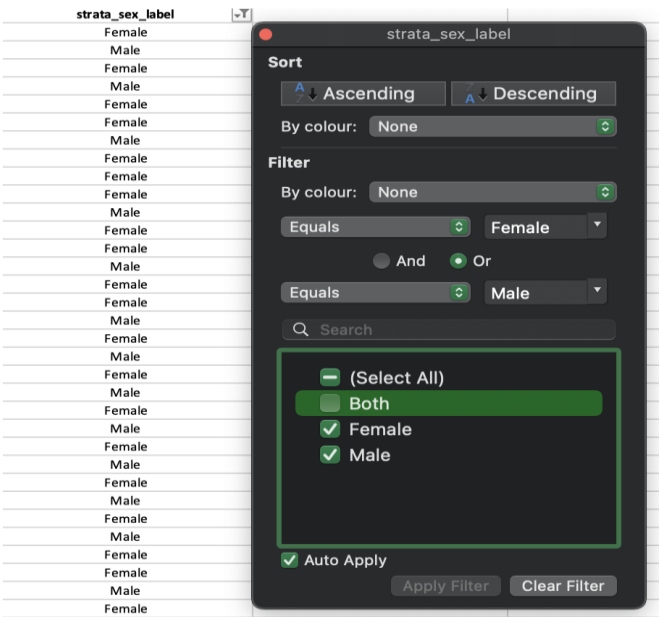 strata_sex_label
Female
Male
Female
Male
Female
Female
Male
Female
Female
Female
Male
Female
Female
Male
Female
Female
Male
Female
Male
Female
Male
Female
Male
Female
Male
Female
Male
Female
Male
Female
Female
Male
Female
strata_sex_label
Sort
Ascending Descending
By colour: None
Filter
By colour: None
Equals Female
And Or
Equals Male
Search
(Select All)
Both
Female
Male
Auto Apply
Apply Filter Clear Filter